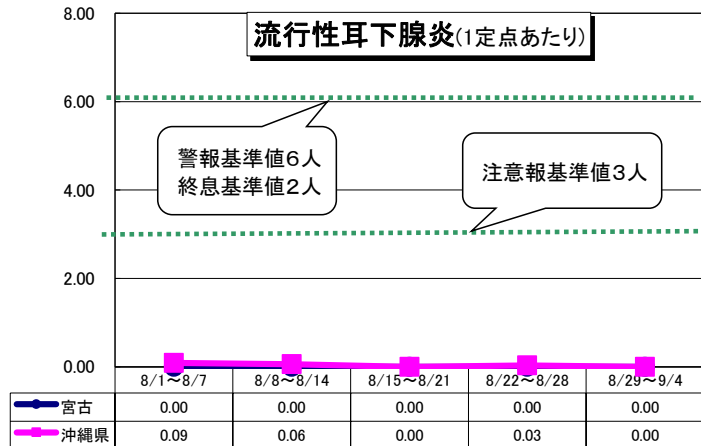 流行性耳下腺炎(1定点あたり)
8.00
6.00
警報基準値6人
終息基準値2人
注意報基準値3人
4.00
2.00
0.00
8/1～8/7 8/8～8/14 8/15～8/21 8/22～8/28 8/29～9/4
宮古 0.00 0.00 0.00 0.00 0.00
沖縄県 0.09 0.06 0.00 0.03 0.00